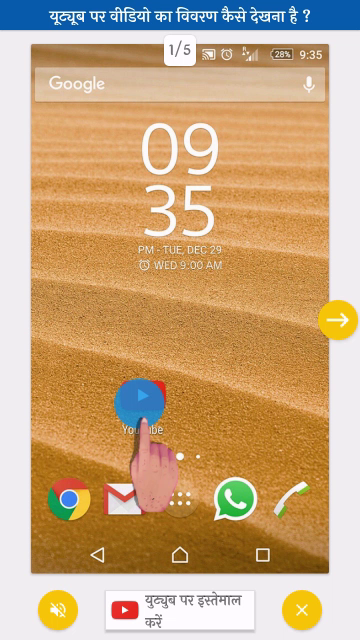 यूट्यूब पर वीडियो का विवरण कैसे देखना है ?
1/5
28%
9:35
Google
09
35
PM - TUE, DEC 29
WED 9:00 AM
YouTube
युट्युब पर इस्तेमाल
करें